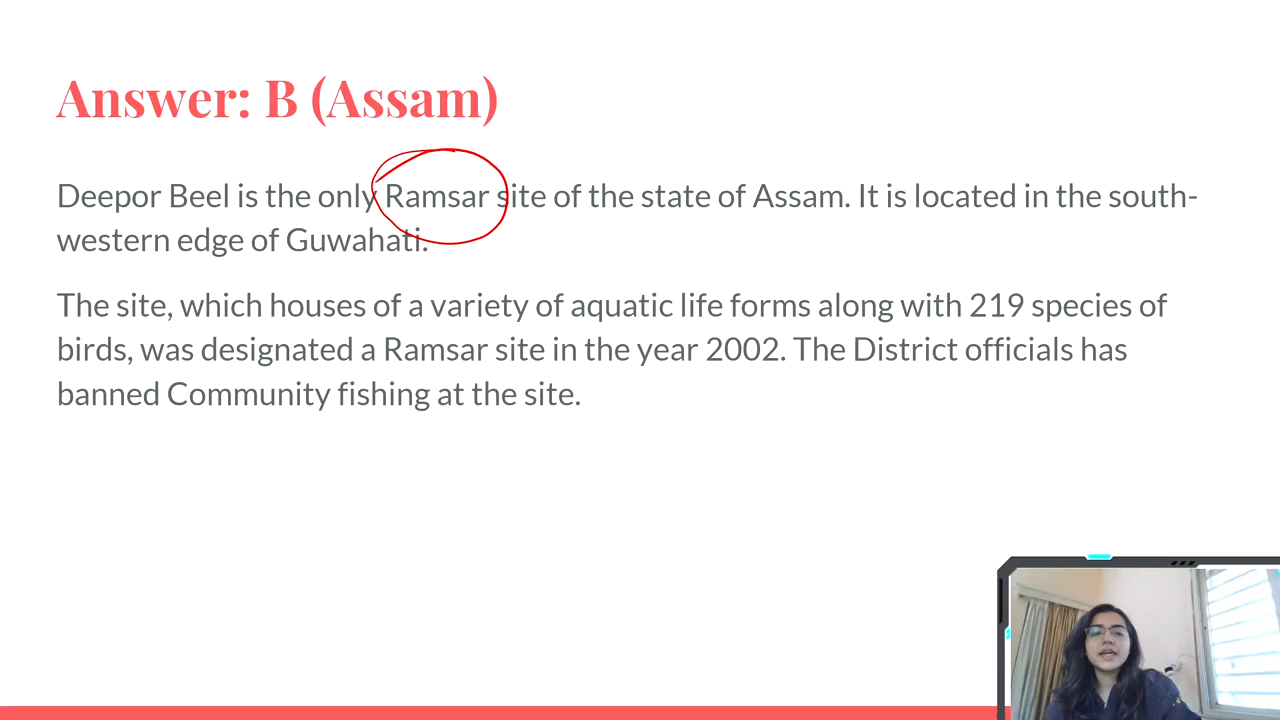 Answer: B (Assam)
Deepor Beel is the only Ramsar site of the state of Assam. It is located in the south-
western edge of Guwahati.
The site, which houses of a variety of aquatic life forms along with 219 species of
birds, was designated a Ramsar site in the year 2002. The District officials has
banned Community fishing at the site.